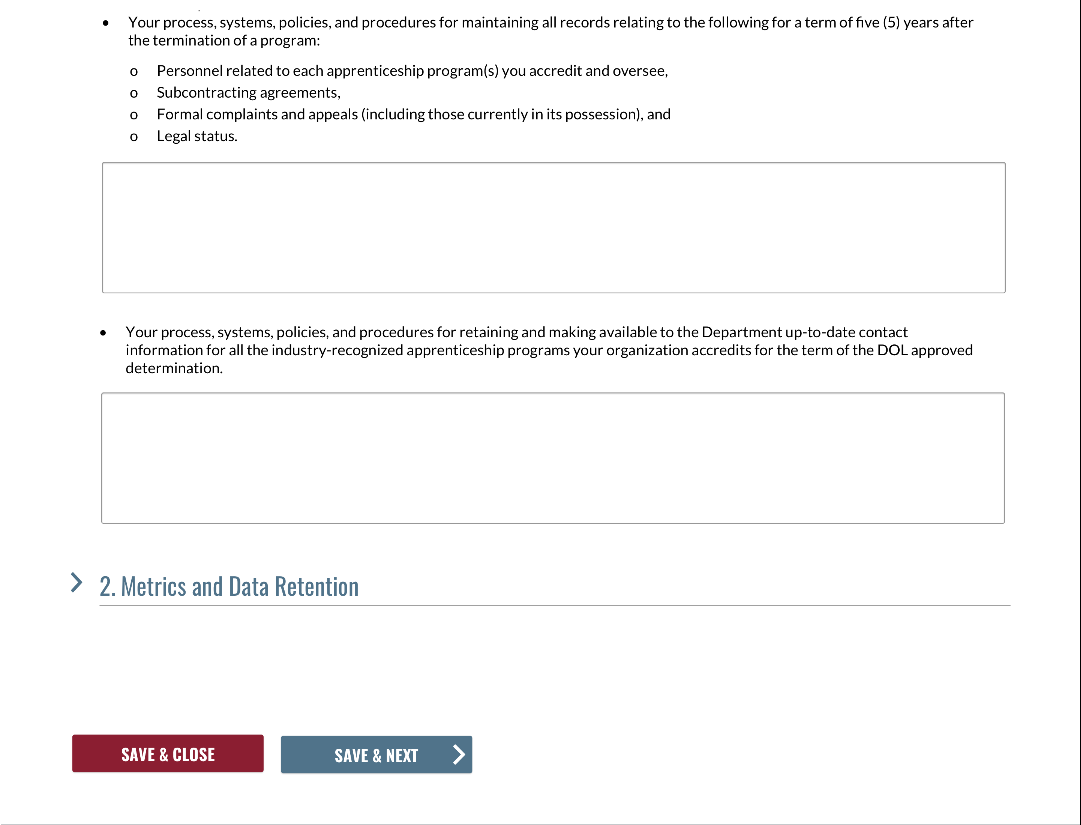 • Your process, systems, policies, and procedures for maintaining all records relating to the following for a term of five (5) years after
the termination of a program:
o Personnel related to each apprenticeship program(s) you accredit and oversee,
o Subcontracting agreements,
o Formal complaints and appeals (including those currently in its possession), and
o Legal status.
• Your process, systems, policies, and procedures for retaining and making available to the Department up-to-date contact
information for all the industry-recognized apprenticeship programs your organization accredits for the term of the DOL approved
determination.
2. Metrics and Data Retention
SAVE & CLOSE
SAVE & NEXT